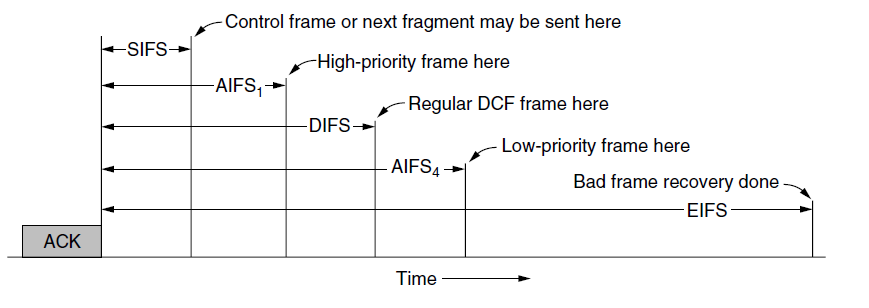 Control frame or next fragment may be sent here
SIFS
High-priority frame here
AIFS₁
Regular DCF frame here
DIFS
Low-priority frame here
AIFS₄
Bad frame recovery done
EIFS
ACK
Time